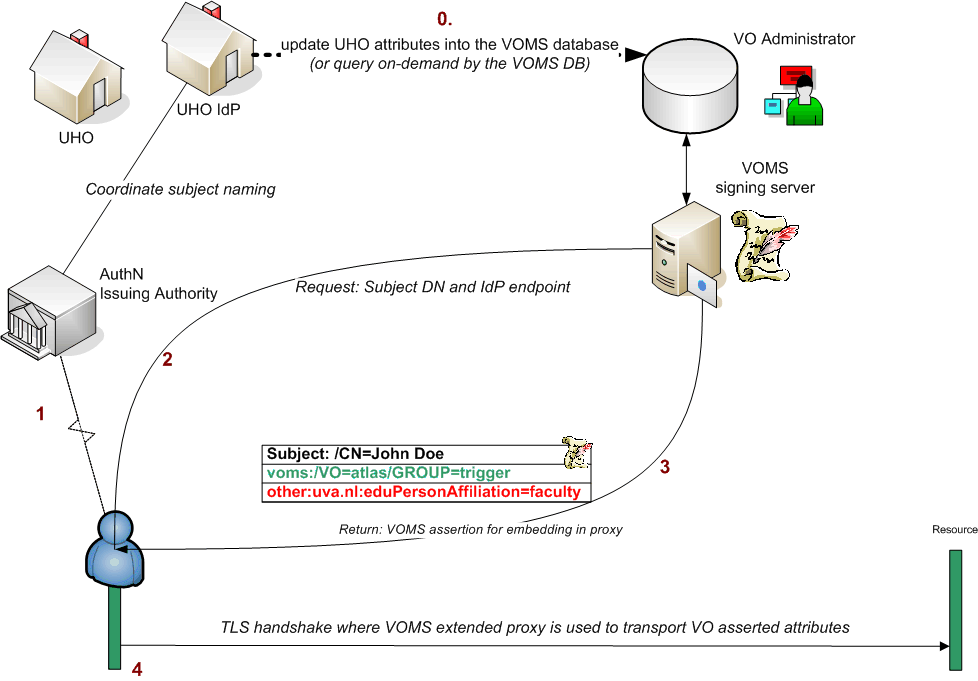 0.
update UHO attributes into the VOMS database
(or query on-demand by the VOMS DB)
VO Administrator
UHO
UHO IdP
VOMS
signing server
Coordinate subject naming
AuthN
Issuing Authority
Request: Subject DN and IdP endpoint
2
1
Subject: /CN=John Doe
voms:/VO=atlas/GROUP=trigger
other:uva.nl:eduPersonAffiliation=faculty
3
Return: VOMS assertion for embedding in proxy
Resource
TLS handshake where VOMS extended proxy is used to transport VO asserted attributes
4